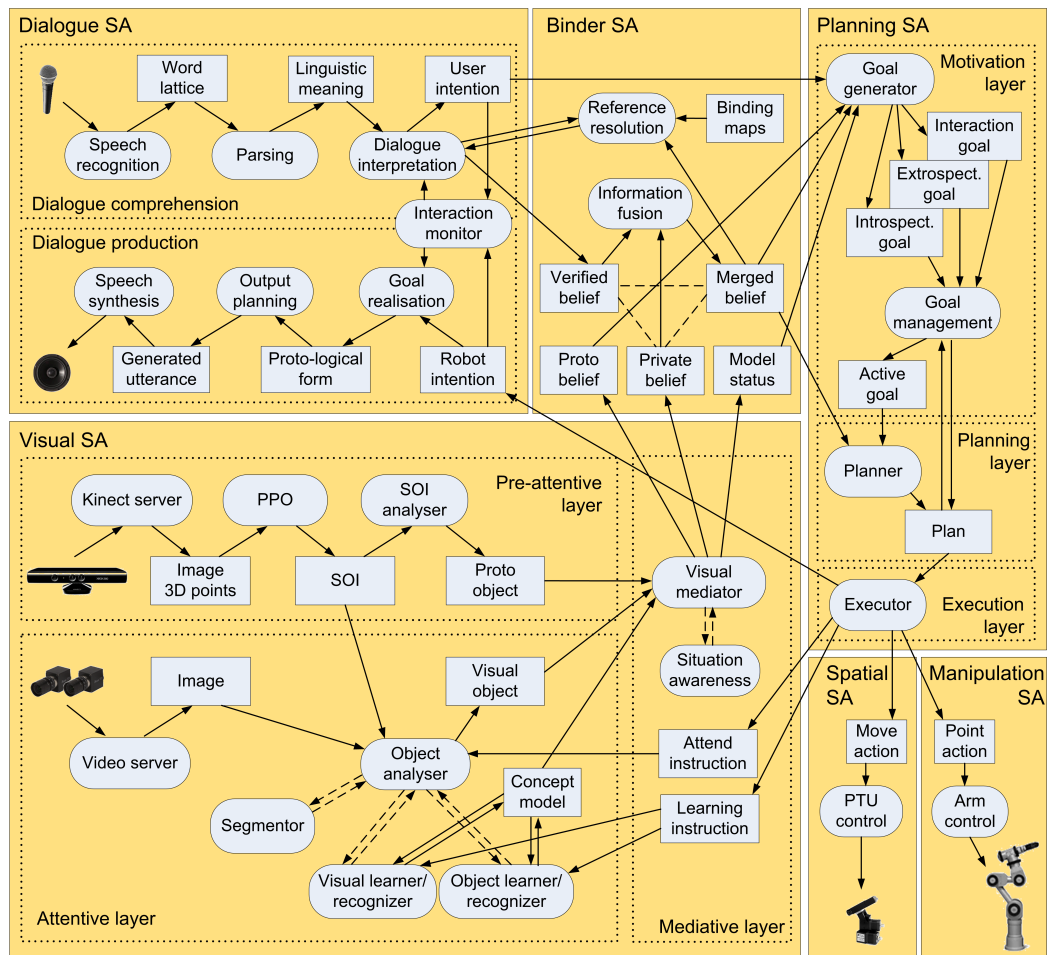 Dialogue SA
Word
lattice
Linguistic
meaning
User
intention
Speech
recognition
Parsing
Dialogue
interpretation
Dialogue comprehension
Interaction
monitor
Dialogue production
Speech
synthesis
Output
planning
Goal
realisation
Generated
utterance
Proto-logical
form
Robot
intention
Binder SA
Reference
resolution
Binding
maps
Information
fusion
Verified
belief
Merged
belief
Proto
belief
Private
belief
Model
status
Planning SA
Goal
generator
Motivation
layer
Interaction
goal
Extrospect.
goal
Introspect.
goal
Goal
management
Active
goal
Planning
layer
Planner
Plan
Executor
Execution
layer
Visual SA
Pre-attentive
layer
Kinect server
PPO
SOI
analyser
Image
3D points
SOI
Proto
object
Visual
mediator
Situation
awareness
Image
Visual
object
Video server
Object
analyser
Attend
instruction
Segmentor
Concept
model
Learning
instruction
Visual learner/
recognizer
Object learner/
recognizer
Attentive layer
Mediative layer
Spatial
SA
Move
action
PTU
control
Manipulation
SA
Point
action
Arm
control